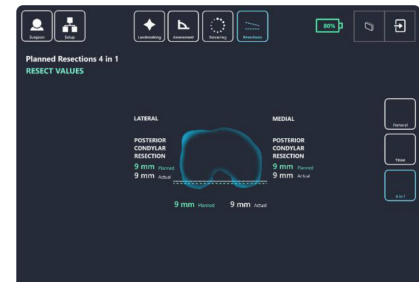 Surgeon
Setup
Landmarking
Assessment
Balancing
Resections
80%
Planned Resections 4 in 1
RESECT VALUES
LATERAL
MEDIAL
POSTERIOR
CONDYLAR
RESECTION
9 mm Planned
9 mm Actual
POSTERIOR
CONDYLAR
RESECTION
9 mm Planned
9 mm Actual
9 mm Planned
9 mm Actual
Femoral
Tibial
4 in 1